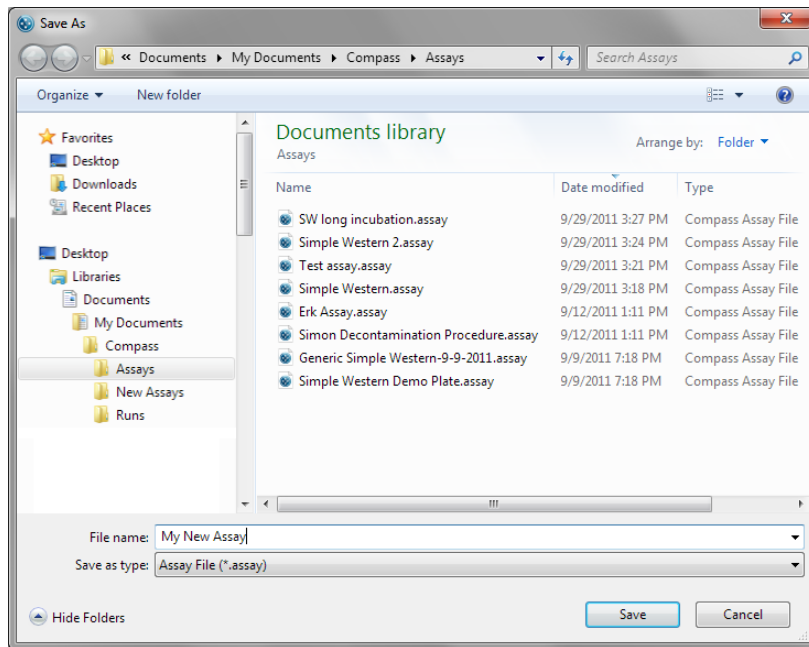 Save As
« Documents ▸ My Documents ▸ Compass ▸ Assays
Search Assays
Organize New folder
Favorites
Desktop
Downloads
Recent Places
Desktop
Libraries
Documents
My Documents
Compass
Assays
New Assays
Runs
Documents library
Assays
Arrange by: Folder
Name Date modified Type
SW long incubation.assay 9/29/2011 3:27 PM Compass Assay File
Simple Western 2.assay 9/29/2011 3:24 PM Compass Assay File
Test assay.assay 9/29/2011 3:21 PM Compass Assay File
Simple Western.assay 9/29/2011 3:18 PM Compass Assay File
Erk Assay.assay 9/12/2011 1:11 PM Compass Assay File
Simon Decontamination Procedure.assay 9/12/2011 1:11 PM Compass Assay File
Generic Simple Western-9-9-2011.assay 9/9/2011 7:18 PM Compass Assay File
Simple Western Demo Plate.assay 9/9/2011 7:18 PM Compass Assay File
File name: My New Assay
Save as type: Assay File (*.assay)
Hide Folders
Save Cancel